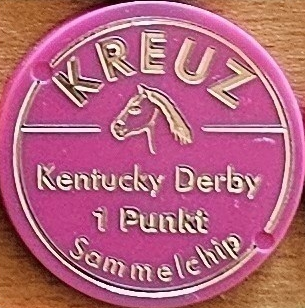 KREUZ
Kentucky Derby
1 Punkt
Sammelchip